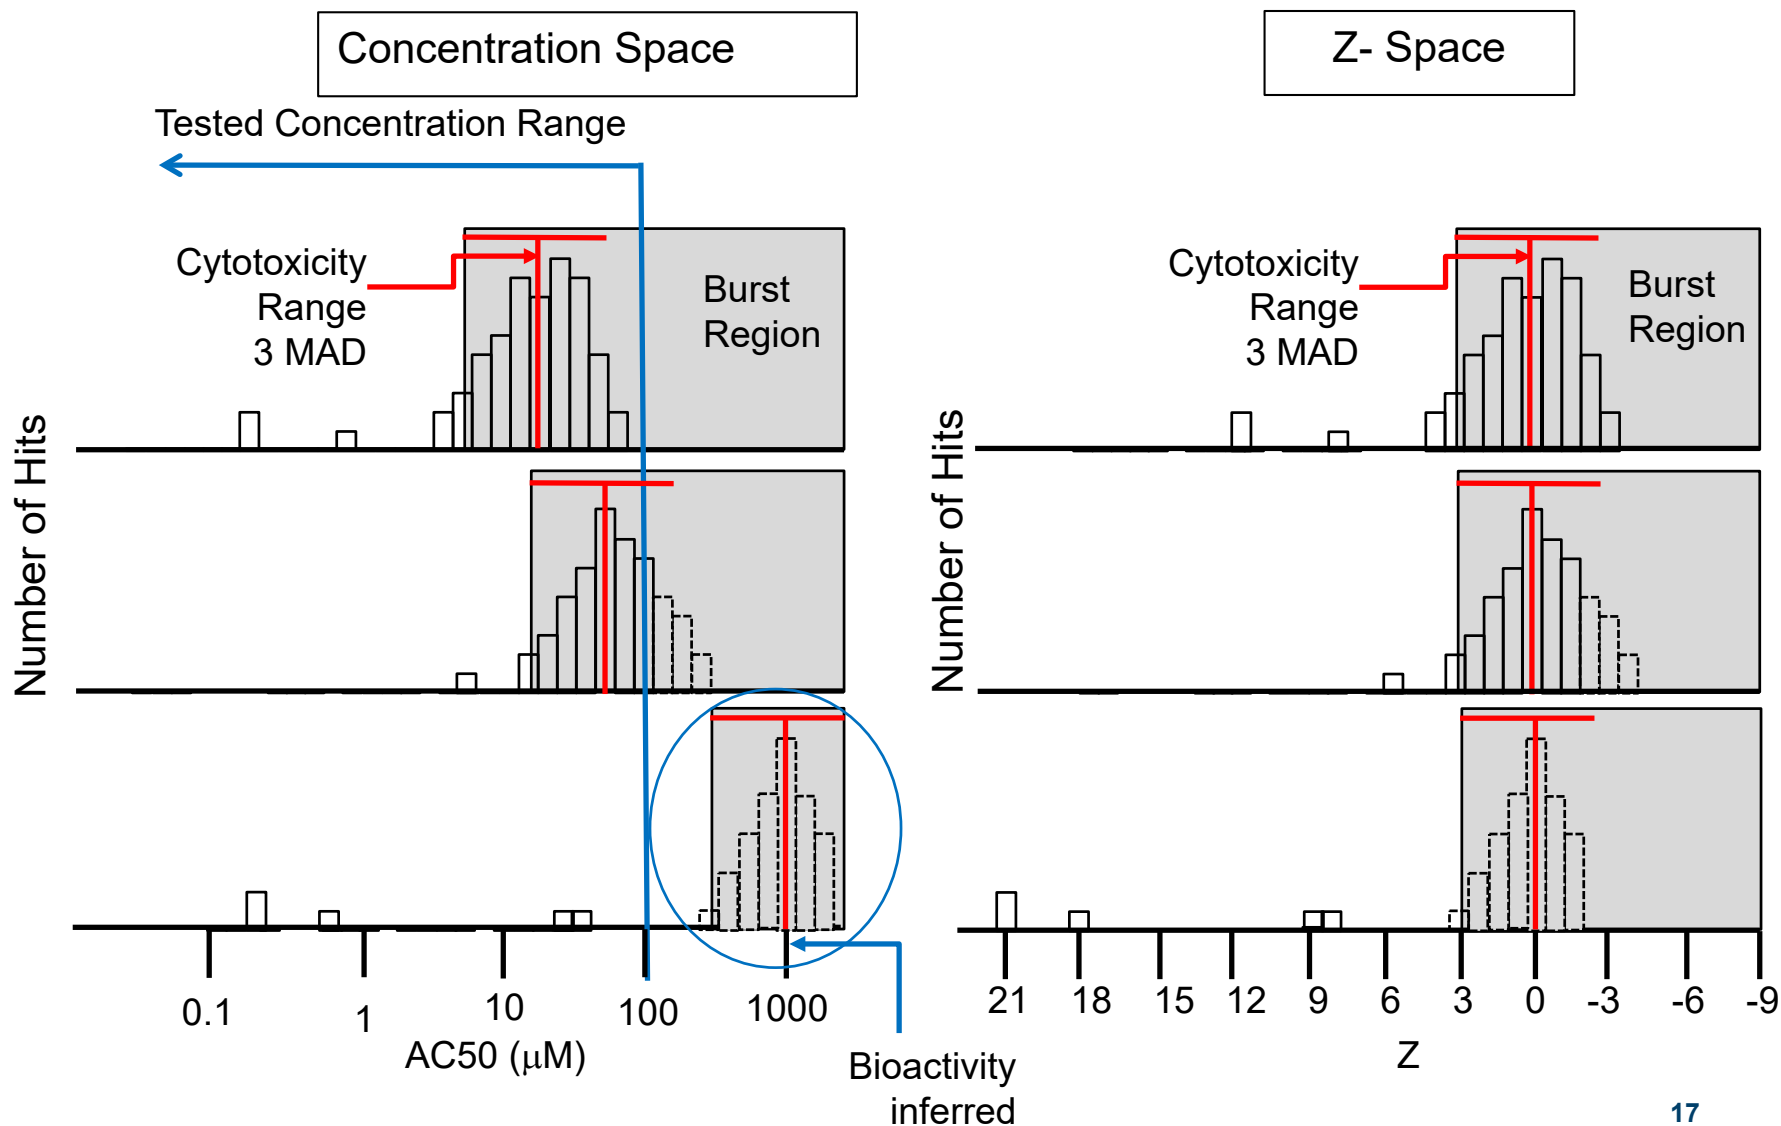 Concentration Space
Z- Space
Tested Concentration Range
Cytotoxicity
Range
3 MAD
Burst
Region
Cytotoxicity
Range
3 MAD
Burst
Region
Number of Hits
Number of Hits
0.1
1
10
100
1000
AC50 (μM)
Bioactivity
inferred
21
18
15
12
9
6
3
0
-3
-6
-9
Z
17